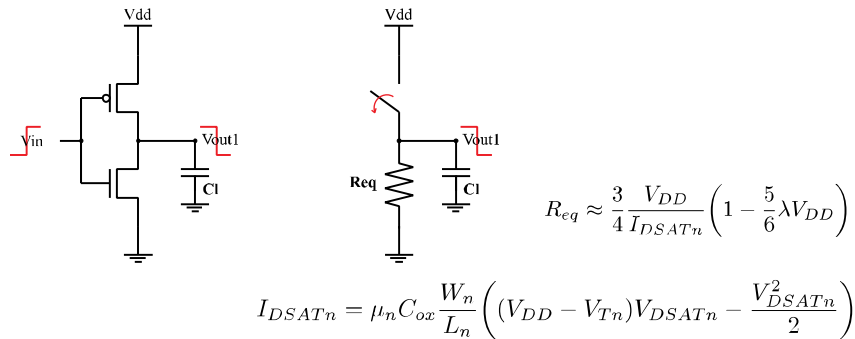 Vdd
Vdd
Vin
Vout1
Cl
Vout1
Req
Cl
R_{eq} ≈ \frac{3}{4} \frac{V_{DD}}{I_{DSATn}} \left(1 - \frac{5}{6} λV_{DD}\right)
I_{DSATn} = μ_n C_{ox} \frac{W_n}{L_n} \left((V_{DD} - V_{Tn})V_{DSATn} - \frac{V_{DSATn}^2}{2}\right)